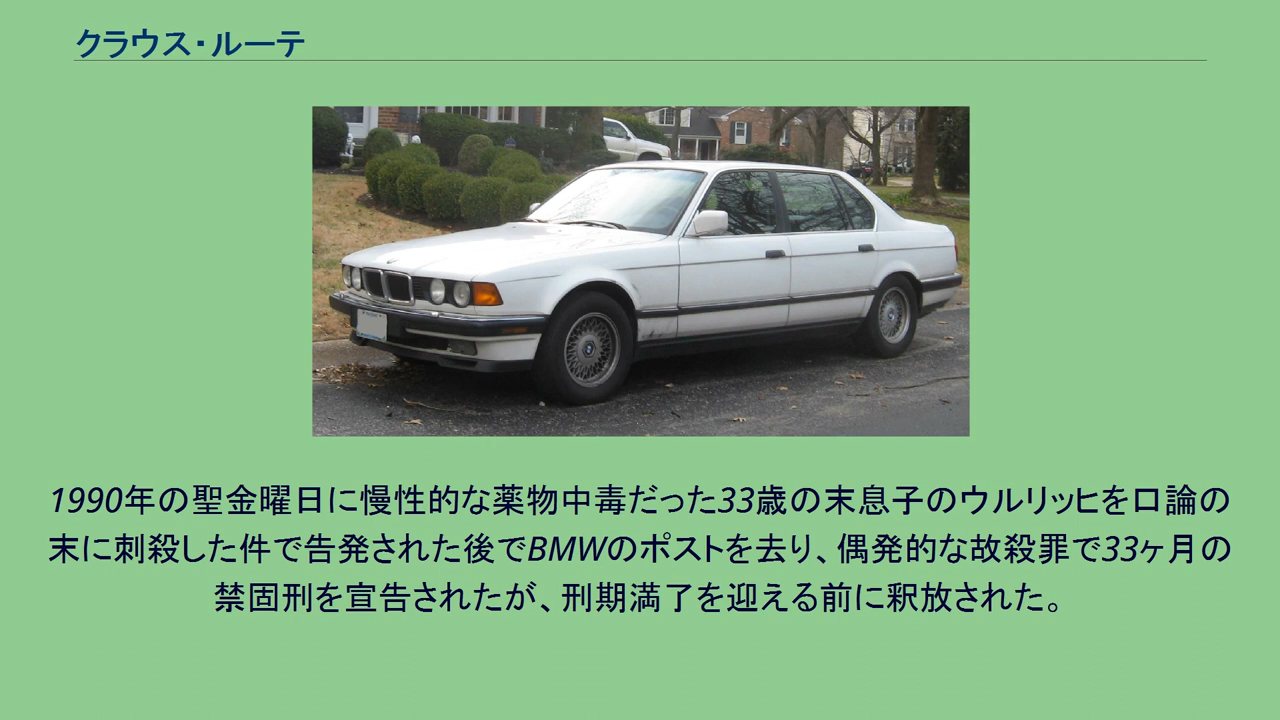 クラウス・ルーテ
1990年の聖金曜日に慢性的な薬物中毒だった33歳の末息子のウルリッヒを口論の
末に刺殺した件で告発された後でBMWのポストを去り、偶発的な故殺罪で33ヶ月の
禁固刑を宣告されたが、刑期満了を迎える前に釈放された。